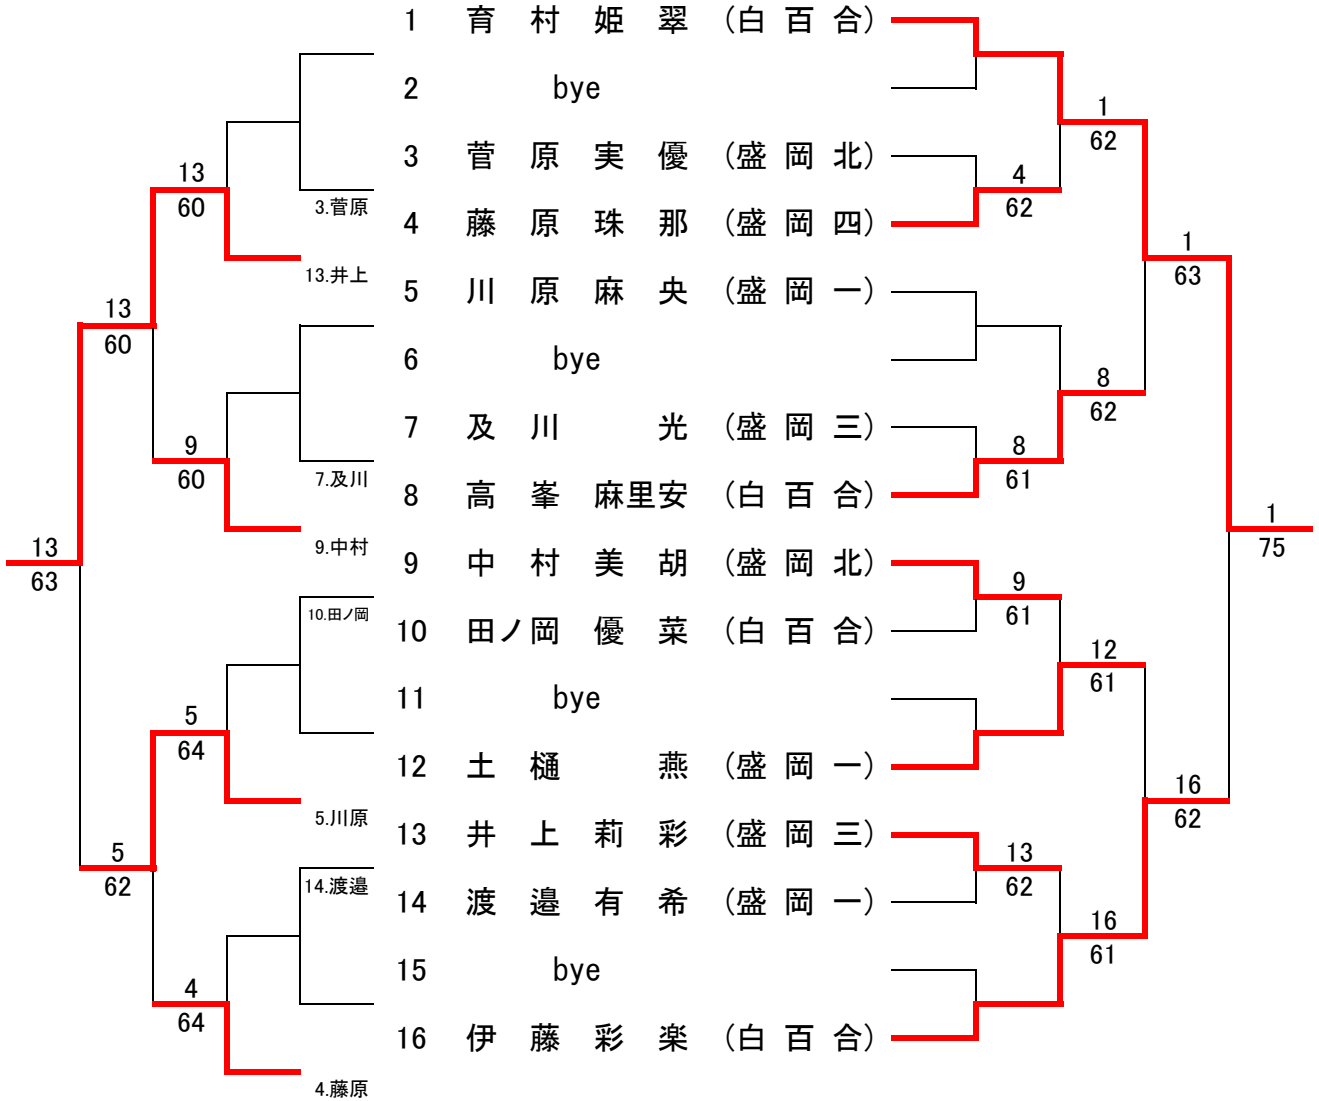 1 育 村 姫 翠 (白 百 合)
2 bye
3 菅 原 実 優 (盛 岡 北)
4 藤 原 珠 那 (盛 岡 四)
5 川 原 麻 央 (盛 岡 一)
6 bye
7 及 川 光 (盛 岡 三)
8 高 峯 麻里安 (白 百 合)
9 中 村 美 胡 (盛 岡 北)
10 田ノ岡 優 菜 (白 百 合)
11 bye
12 土 樋 燕 (盛 岡 一)
13 井 上 莉 彩 (盛 岡 三)
14 渡 邉 有 希 (盛 岡 一)
15 bye
16 伊 藤 彩 楽 (白 百 合)
4
62
8
61
9
61
13
62
1
62
8
62
12
61
16
61
1
63
16
62
1
75
3.菅原
13.井上
7.及川
9.中村
10.田ノ岡
5.川原
14.渡邉
4.藤原
13
60
9
60
5
64
4
64
13
60
5
62
13
63